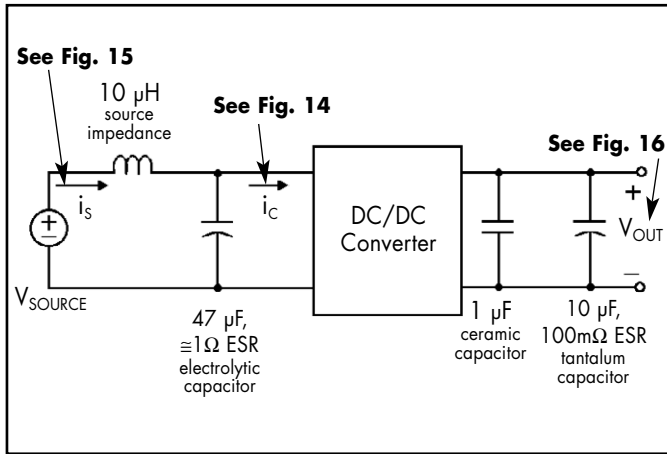 See Fig. 15
10 µH
source
impedance
See Fig. 14
See Fig. 16
iS
iC
DC/DC
Converter
+
VOUT
–
+
–
VSOURCE
47 µF,
≅1Ω ESR
electrolytic
capacitor
1 µF
ceramic
capacitor
10 µF,
100mΩ ESR
tantalum
capacitor